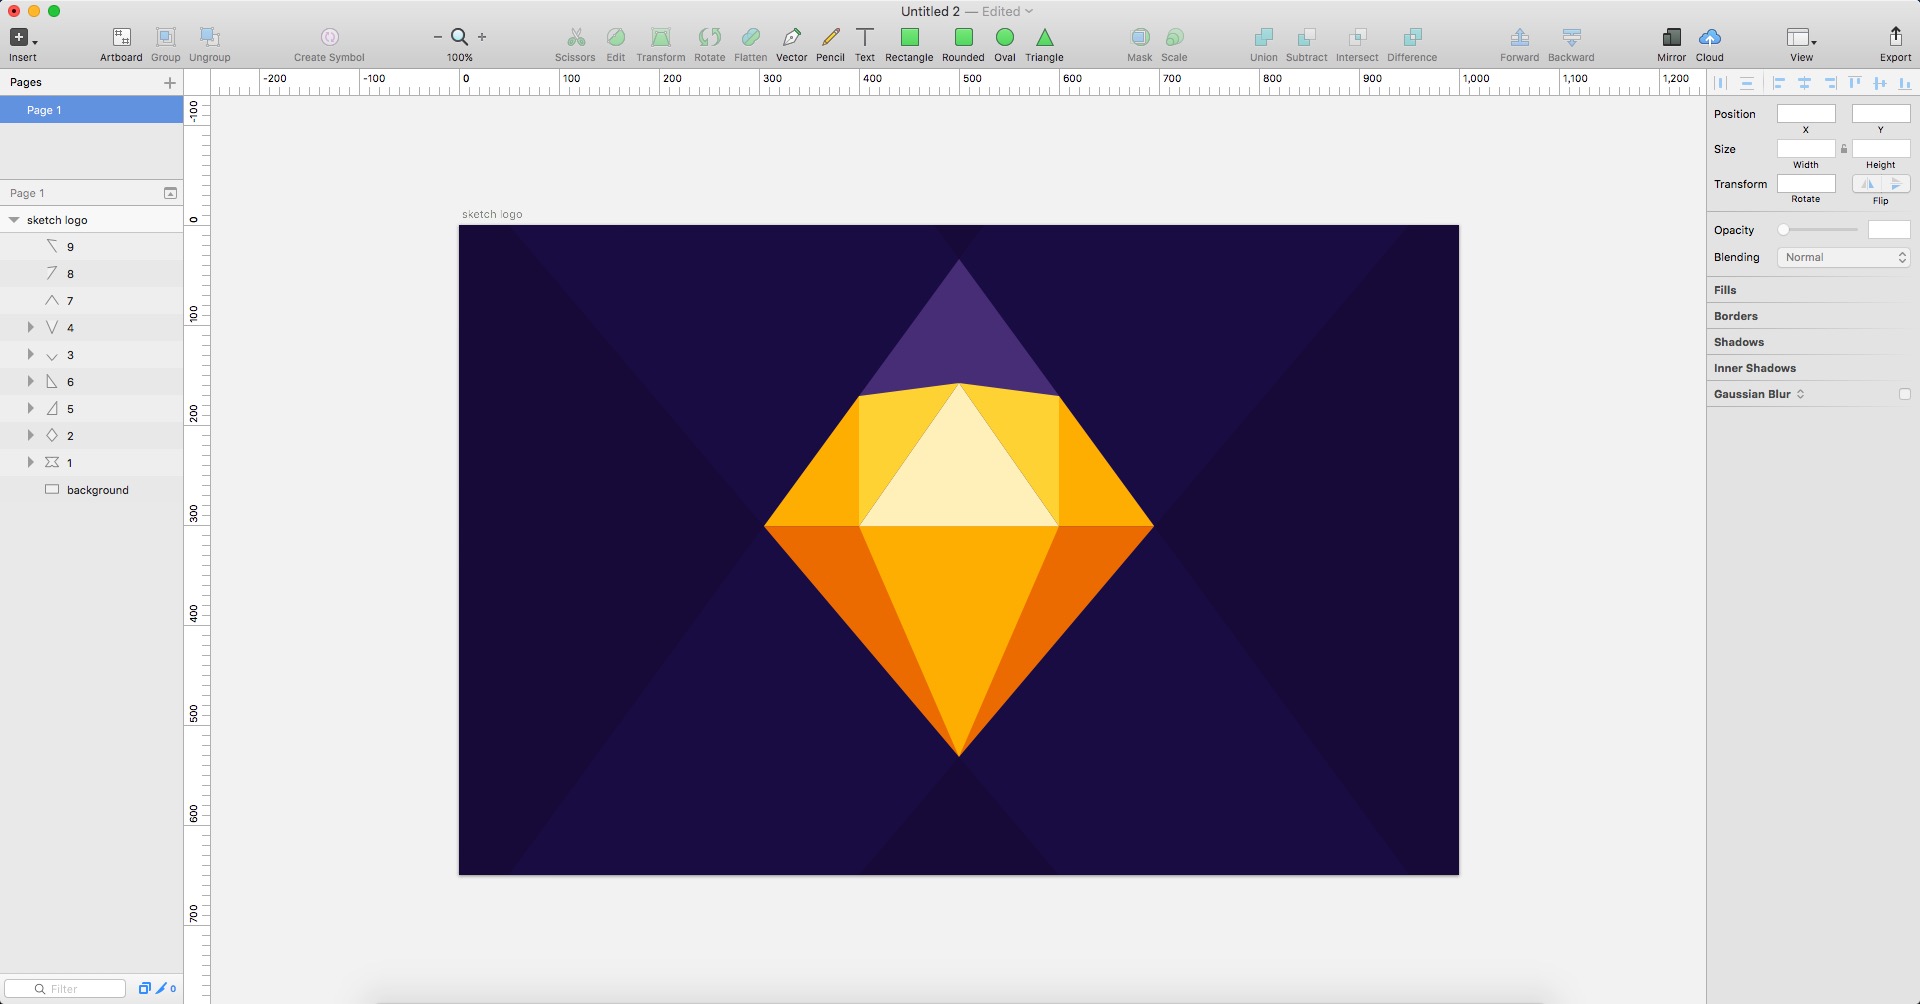 Untitled 2 — Edited
Insert
Artboard Group Ungroup
Create Symbol
100%
Scissors Edit Transform Rotate Flatten Vector Pencil Text Rectangle Rounded Oval Triangle
Mask Scale
Union Subtract Intersect Difference
Forward Backward
Mirror Cloud
View
Export
Pages
Page 1
Page 1
sketch logo
9
8
7
4
3
6
5
2
1
background
Filter
0
-200 -100 0 100 200 300 400 500 600 700 800 900 1,000 1,100 1,200
-100
0
100
200
300
400
500
600
700
sketch logo
Position
X Y
Size
Width Height
Transform
Rotate Flip
Opacity
Blending Normal
Fills
Borders
Shadows
Inner Shadows
Gaussian Blur